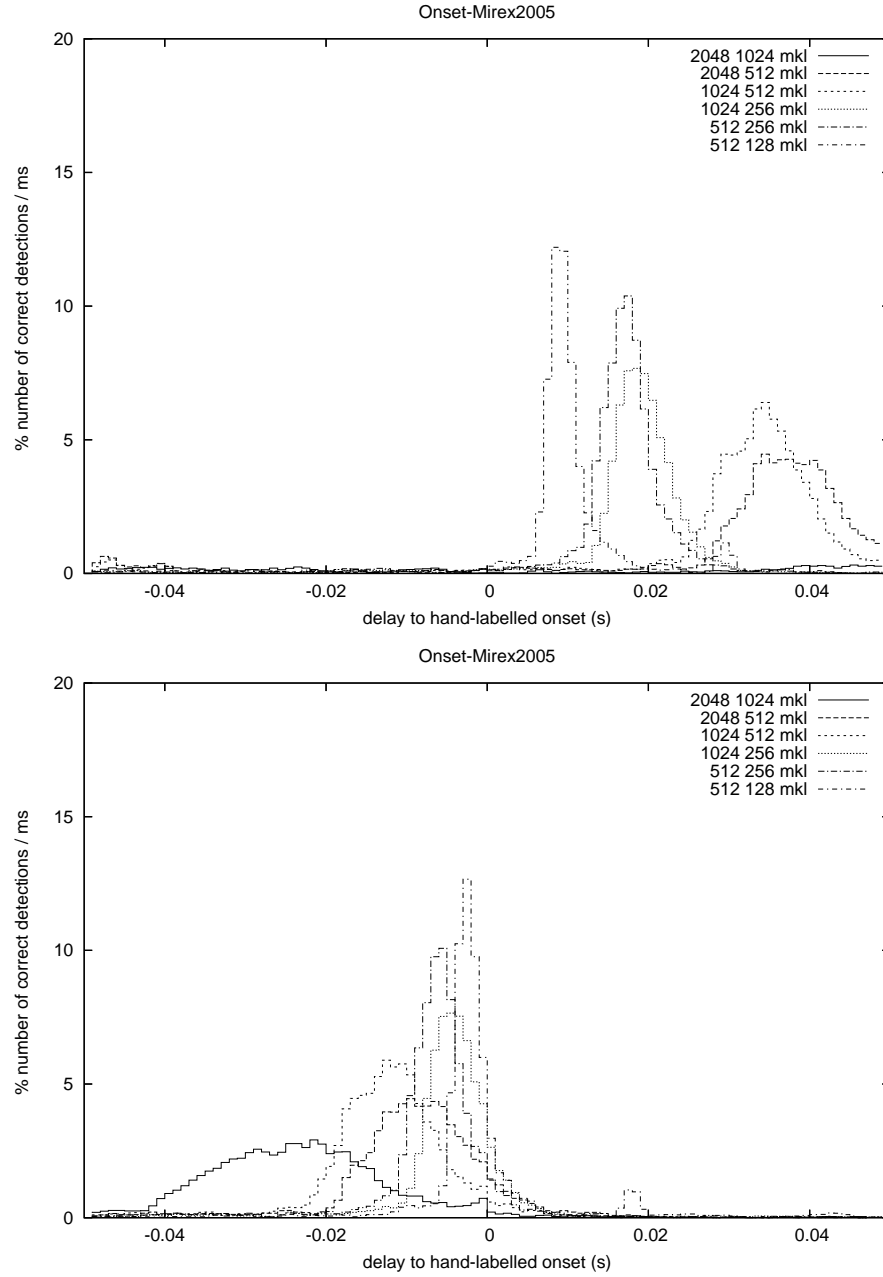 Onset-Mirex2005
20
15
10
5
0
% number of correct detections / ms
2048 1024 mkl
2048 512 mkl
1024 512 mkl
1024 256 mkl
512 256 mkl
512 128 mkl
-0.04 -0.02 0 0.02 0.04
delay to hand-labelled onset (s)
Onset-Mirex2005
20
15
10
5
0
% number of correct detections / ms
2048 1024 mkl
2048 512 mkl
1024 512 mkl
1024 256 mkl
512 256 mkl
512 128 mkl
-0.04 -0.02 0 0.02 0.04
delay to hand-labelled onset (s)